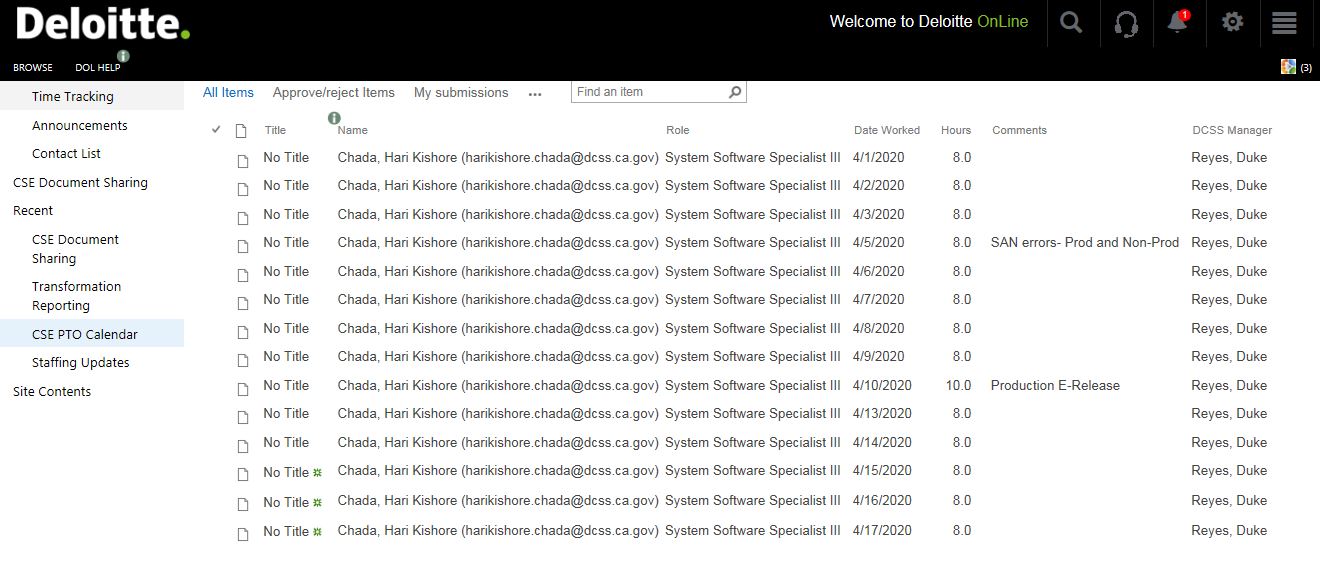 Deloitte.
Welcome to Deloitte OnLine
1
BROWSE DOL HELP
(3)
Time Tracking
Announcements
Contact List
CSE Document Sharing
Recent
CSE Document
Sharing
Transformation
Reporting
CSE PTO Calendar
Staffing Updates
Site Contents
All Items Approve/reject Items My submissions ... Find an item
Title Name Role Date Worked Hours Comments DCSS Manager
No Title Chada, Hari Kishore (harikishore.chada@dcss.ca.gov) System Software Specialist III 4/1/2020 8.0 Reyes, Duke
No Title Chada, Hari Kishore (harikishore.chada@dcss.ca.gov) System Software Specialist III 4/2/2020 8.0 Reyes, Duke
No Title Chada, Hari Kishore (harikishore.chada@dcss.ca.gov) System Software Specialist III 4/3/2020 8.0 Reyes, Duke
No Title Chada, Hari Kishore (harikishore.chada@dcss.ca.gov) System Software Specialist III 4/5/2020 8.0 SAN errors- Prod and Non-Prod Reyes, Duke
No Title Chada, Hari Kishore (harikishore.chada@dcss.ca.gov) System Software Specialist III 4/6/2020 8.0 Reyes, Duke
No Title Chada, Hari Kishore (harikishore.chada@dcss.ca.gov) System Software Specialist III 4/7/2020 8.0 Reyes, Duke
No Title Chada, Hari Kishore (harikishore.chada@dcss.ca.gov) System Software Specialist III 4/8/2020 8.0 Reyes, Duke
No Title Chada, Hari Kishore (harikishore.chada@dcss.ca.gov) System Software Specialist III 4/9/2020 8.0 Reyes, Duke
No Title Chada, Hari Kishore (harikishore.chada@dcss.ca.gov) System Software Specialist III 4/10/2020 10.0 Production E-Release Reyes, Duke
No Title Chada, Hari Kishore (harikishore.chada@dcss.ca.gov) System Software Specialist III 4/13/2020 8.0 Reyes, Duke
No Title Chada, Hari Kishore (harikishore.chada@dcss.ca.gov) System Software Specialist III 4/14/2020 8.0 Reyes, Duke
No Title Chada, Hari Kishore (harikishore.chada@dcss.ca.gov) System Software Specialist III 4/15/2020 8.0 Reyes, Duke
No Title Chada, Hari Kishore (harikishore.chada@dcss.ca.gov) System Software Specialist III 4/16/2020 8.0 Reyes, Duke
No Title Chada, Hari Kishore (harikishore.chada@dcss.ca.gov) System Software Specialist III 4/17/2020 8.0 Reyes, Duke